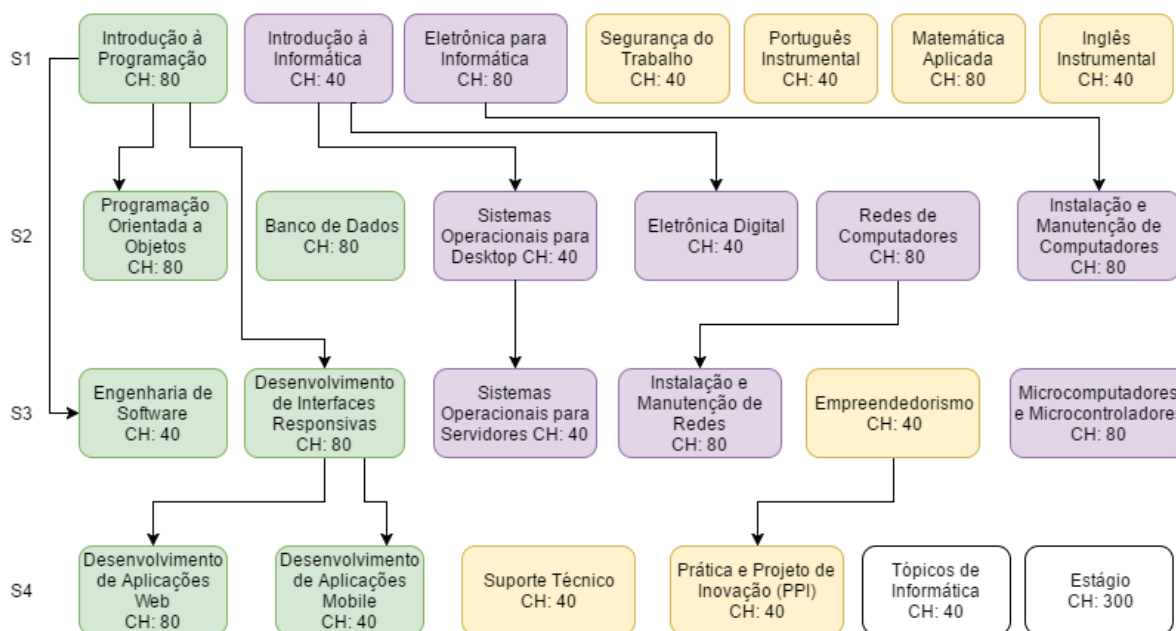 S1
Introdução à
Programação
CH: 80
Introdução à
Informática
CH: 40
Eletrônica para
Informática
CH: 80
Segurança do
Trabalho
CH: 40
Português
Instrumental
CH: 40
Matemática
Aplicada
CH: 80
Inglês
Instrumental
CH: 40
S2
Programação
Orientada a
Objetos
CH: 80
Banco de Dados
CH: 80
Sistemas
Operacionais para
Desktop CH: 40
Eletrônica Digital
CH: 40
Redes de
Computadores
CH: 80
Instalação e
Manutenção de
Computadores
CH: 80
S3
Engenharia de
Software
CH: 40
Desenvolvimento
de Interfaces
Responsivas
CH: 80
Sistemas
Operacionais para
Servidores CH: 40
Instalação e
Manutenção de
Redes
CH: 80
Empreendedorismo
CH: 40
Microcomputadores
e Microcontroladores
CH: 80
S4
Desenvolvimento
de Aplicações
Web
CH: 80
Desenvolvimento
de Aplicações
Mobile
CH: 40
Suporte Técnico
CH: 40
Prática e Projeto de
Inovação (PPI)
CH: 40
Tópicos de
Informática
CH: 40
Estágio
CH: 300